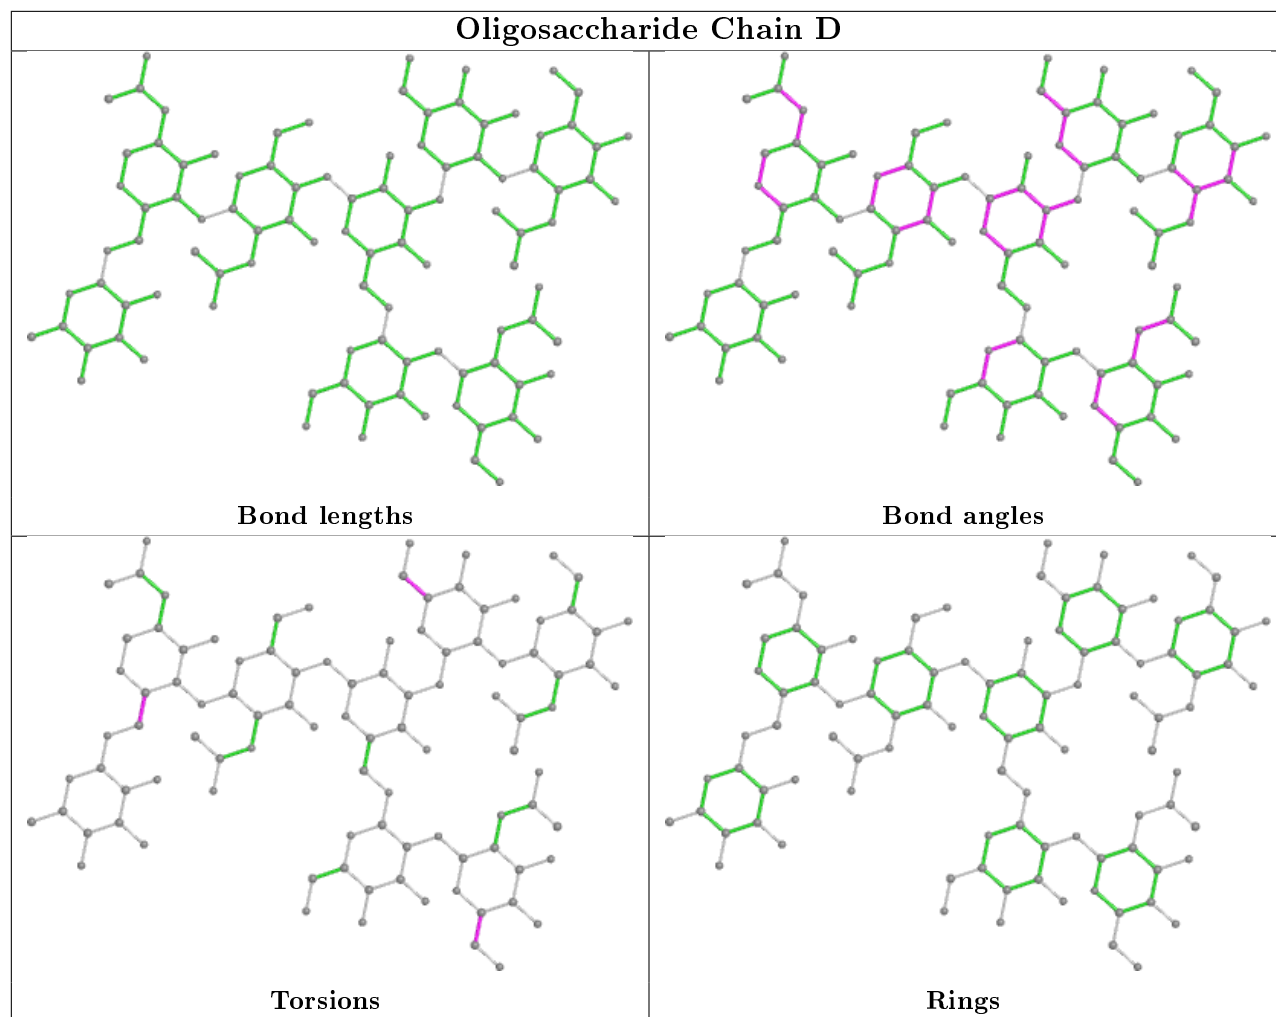 Oligosaccharide Chain D
Bond lengths
Bond angles
Torsions
Rings